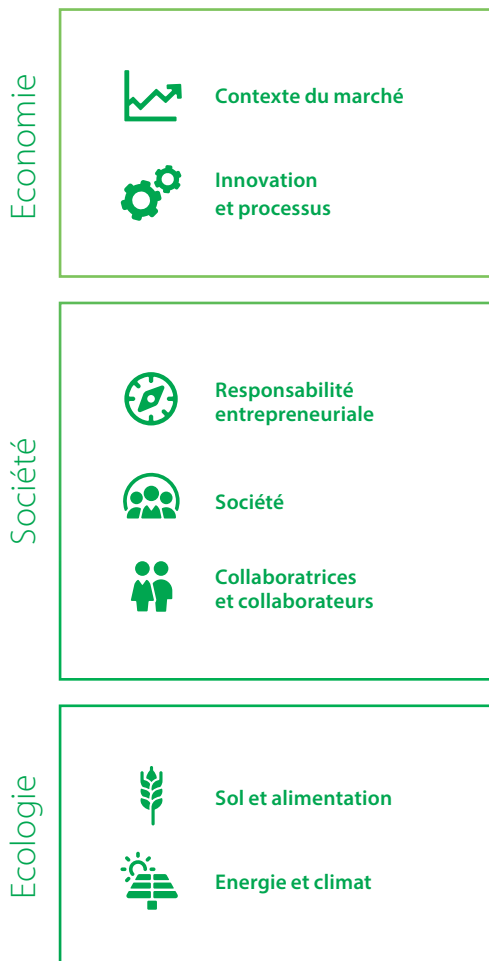 Economie
Contexte du marché
Innovation
et processus
Société
Responsabilité
entrepreneuriale
Société
Collaboratrices
et collaborateurs
Ecologie
Sol et alimentation
Energie et climat